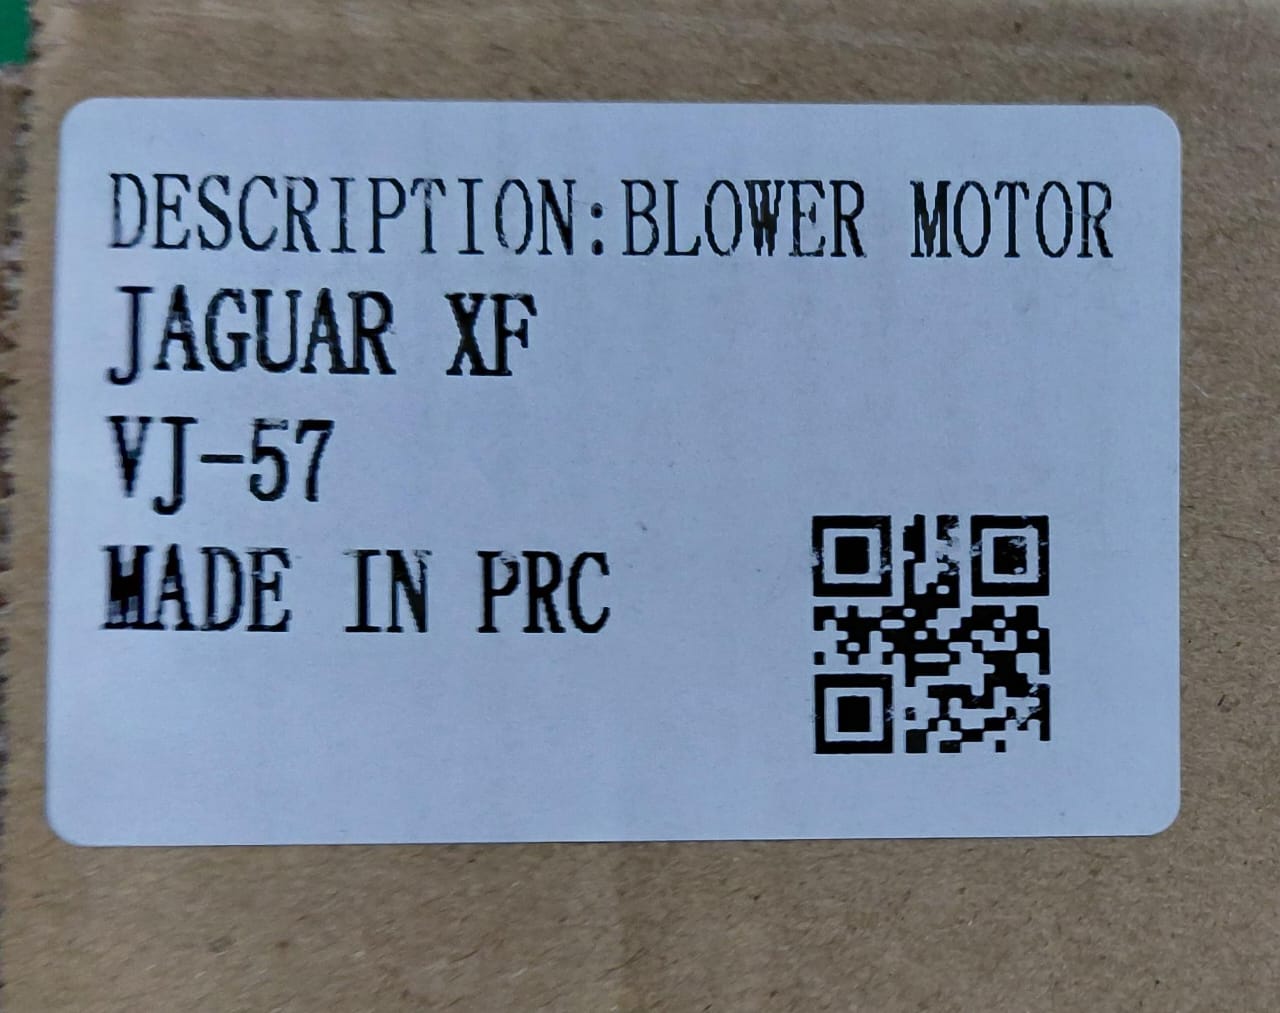 DESCRIPTION:BLOWER MOTOR
JAGUAR XF
VJ-57
MADE IN PRC